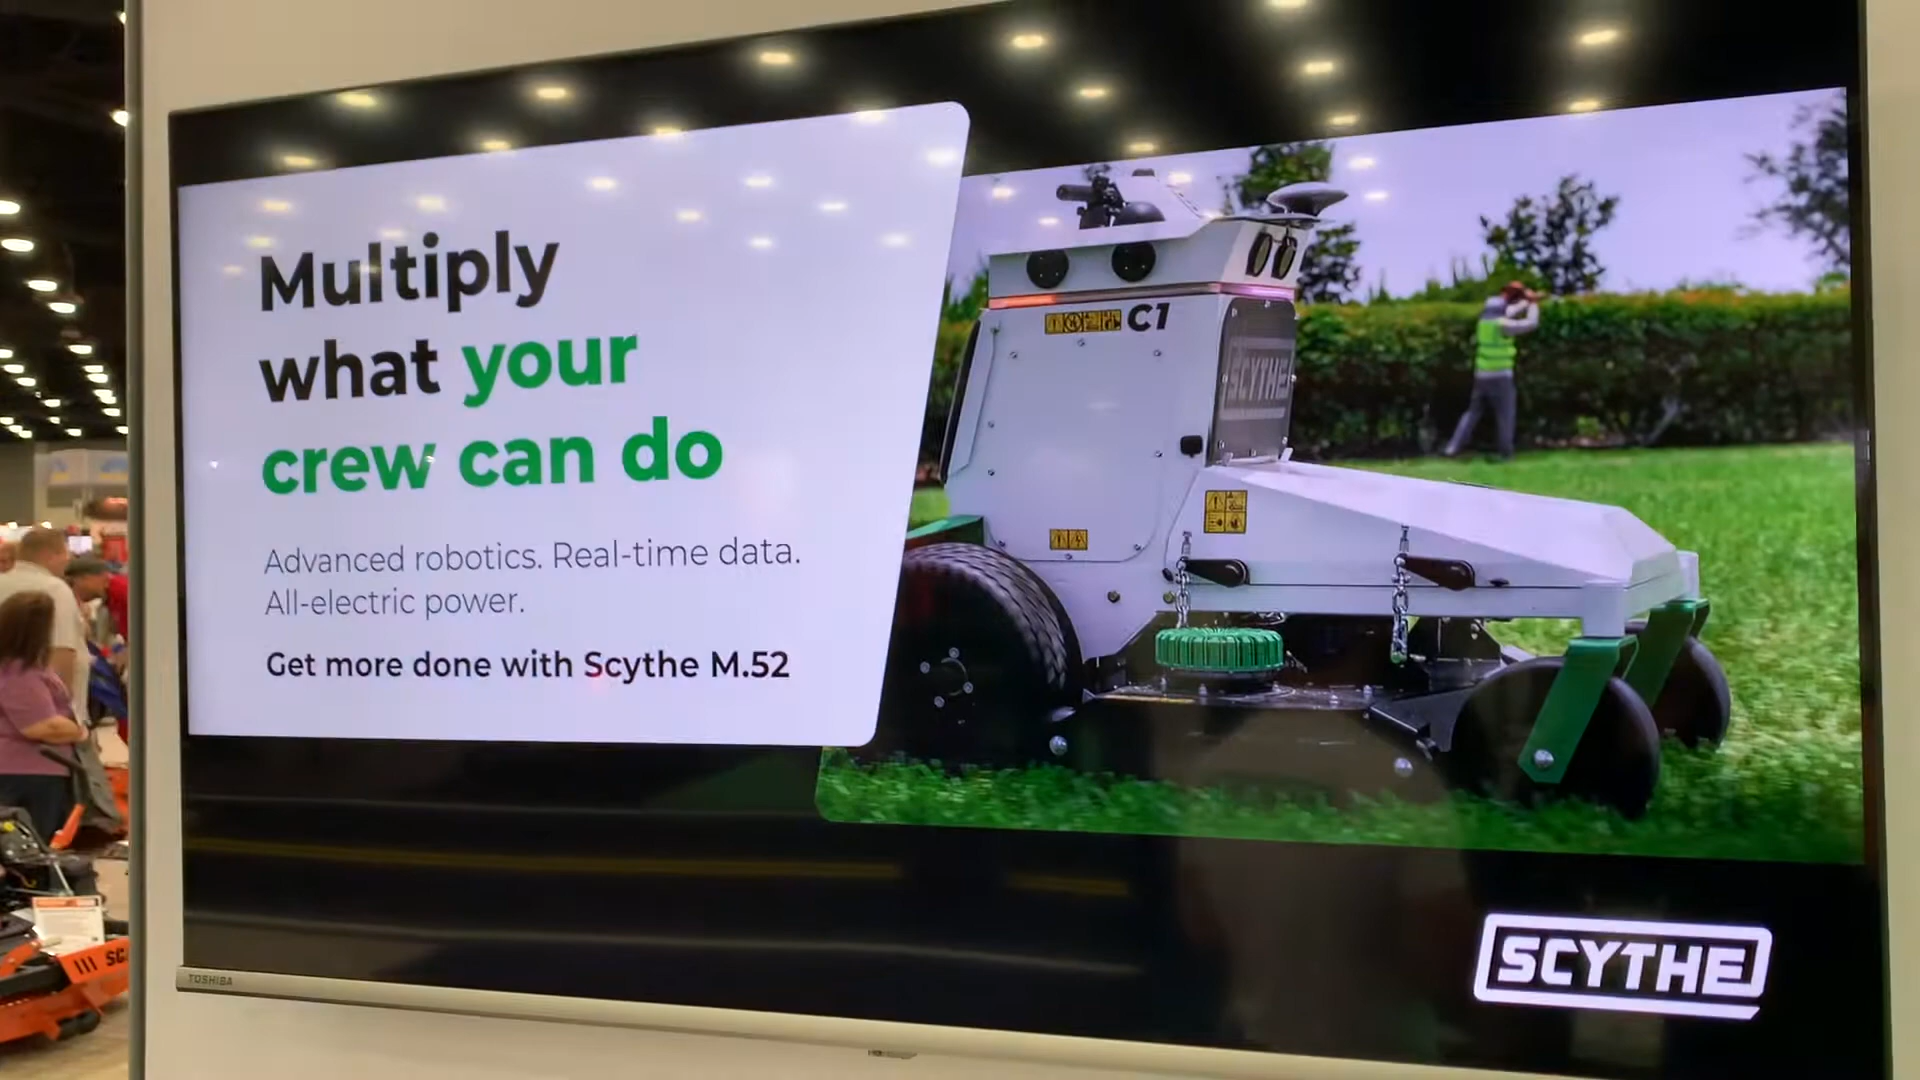 Multiply
what your
crew can do
Advanced robotics. Real-time data.
All-electric power.
Get more done with Scythe M.52
C1
SCYTHE
SCYTHE
TOSHIBA